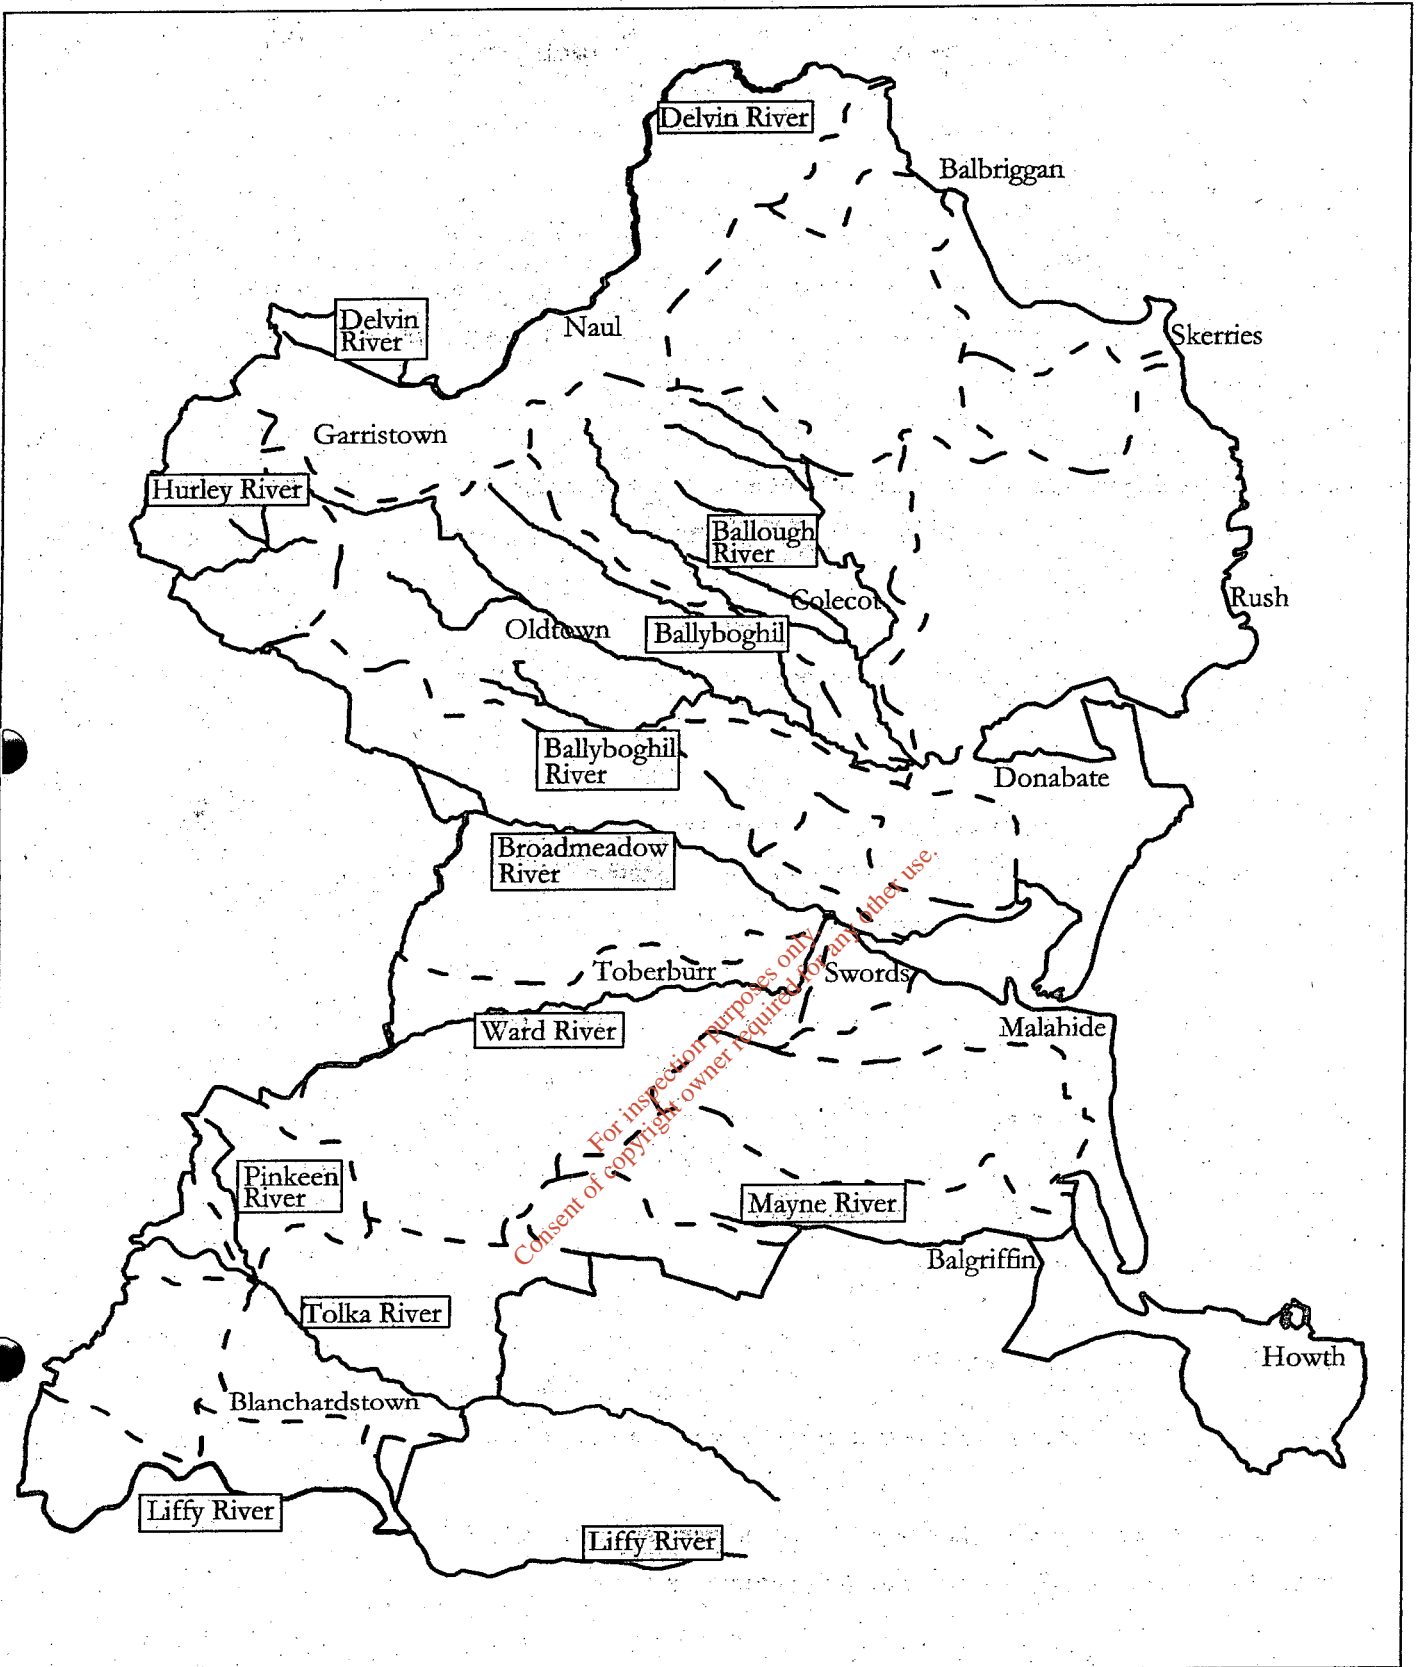 Delvin River
Balbriggan
Delvin
River
Naul
Skerries
Garristown
Hurley River
Ballough
River
Colecot
Rush
Oldtown
Ballyboghil
Ballyboghil
River
Donabate
Broadmeadow
River
Toberburr
Swords
Ward River
Malahide
For inspection purposes only.
Consent of copyright owner required for any other use.
Pinkeen
River
Mayne River
Balgriffin
Tolka River
Howth
Blanchardstown
Liffy River
Liffy River